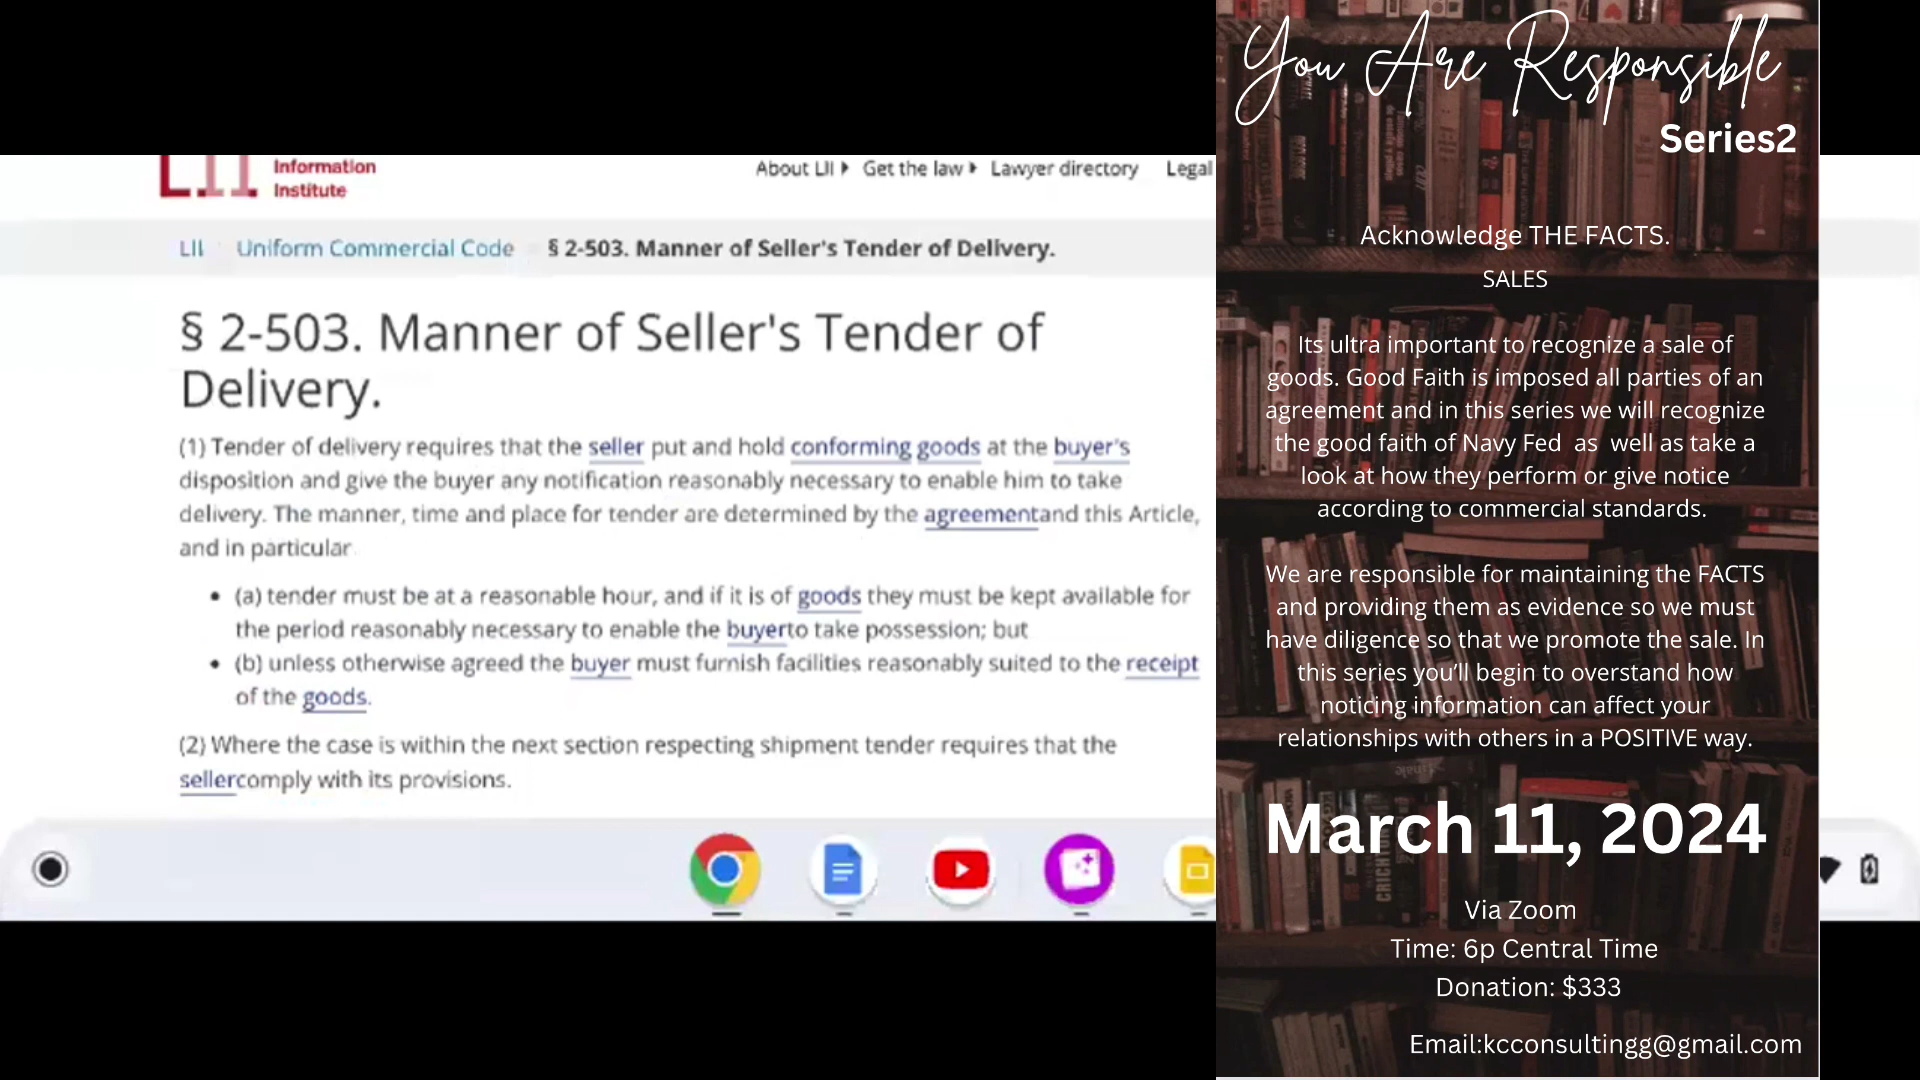 Information
Institute
About LII
Get the law
Lawyer directory
Legal
LII
Uniform Commercial Code
§ 2-503. Manner of Seller's Tender of Delivery.
§ 2-503. Manner of Seller's Tender of
Delivery.
(1) Tender of delivery requires that the seller put and hold conforming goods at the buyer's
disposition and give the buyer any notification reasonably necessary to enable him to take
delivery. The manner, time and place for tender are determined by the agreementand this Article,
and in particular
• (a) tender must be at a reasonable hour, and if it is of goods they must be kept available for
the period reasonably necessary to enable the buyerto take possession; but
• (b) unless otherwise agreed the buyer must furnish facilities reasonably suited to the receipt
of the goods.
(2) Where the case is within the next section respecting shipment tender requires that the
sellercomply with its provisions.
You Are Responsible
Series2
Acknowledge THE FACTS.
SALES
Its ultra important to recognize a sale of
goods. Good Faith is imposed all parties of an
agreement and in this series we will recognize
the good faith of Navy Fed as well as take a
look at how they perform or give notice
according to commercial standards.
We are responsible for maintaining the FACTS
and providing them as evidence so we must
have diligence so that we promote the sale. In
this series you'll begin to overstand how
noticing information can affect your
relationships with others in a POSITIVE way.
March 11, 2024
Via Zoom
Time: 6p Central Time
Donation: $333
Email:kcconsultingg@gmail.com